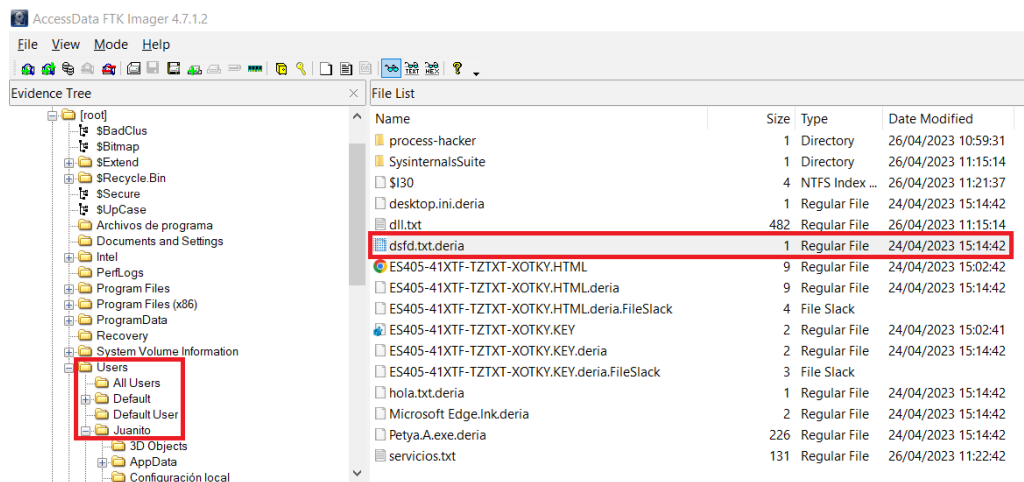 AccessData FTK Imager 4.7.1.2
File View Mode Help
Evidence Tree
[root]
$BadClus
$Bitmap
$Extend
$Recycle.Bin
$Secure
$UpCase
Archivos de programa
Documents and Settings
Intel
PerfLogs
Program Files
Program Files (x86)
ProgramData
Recovery
System Volume Information
Users
All Users
Default
Default User
Juanito
3D Objects
AppData
Configuración local
File List
Name Size Type Date Modified
process-hacker 1 Directory 26/04/2023 10:59:31
SysinternalsSuite 1 Directory 26/04/2023 11:15:14
$I30 4 NTFS Index ... 26/04/2023 11:21:37
desktop.ini.deria 1 Regular File 24/04/2023 15:14:42
dll.txt 482 Regular File 26/04/2023 11:15:14
dsfd.txt.deria 1 Regular File 24/04/2023 15:14:42
ES405-41XTF-TZTXT-XOTKY.HTML 9 Regular File 24/04/2023 15:02:42
ES405-41XTF-TZTXT-XOTKY.HTML.deria 9 Regular File 24/04/2023 15:14:42
ES405-41XTF-TZTXT-XOTKY.HTML.deria.FileSlack 4 File Slack
ES405-41XTF-TZTXT-XOTKY.KEY 2 Regular File 24/04/2023 15:02:41
ES405-41XTF-TZTXT-XOTKY.KEY.deria 2 Regular File 24/04/2023 15:14:42
ES405-41XTF-TZTXT-XOTKY.KEY.deria.FileSlack 3 File Slack
hola.txt.deria 1 Regular File 24/04/2023 15:14:42
Microsoft Edge.lnk.deria 2 Regular File 24/04/2023 15:14:42
Petya.A.exe.deria 226 Regular File 24/04/2023 15:14:42
servicios.txt 131 Regular File 26/04/2023 11:22:42